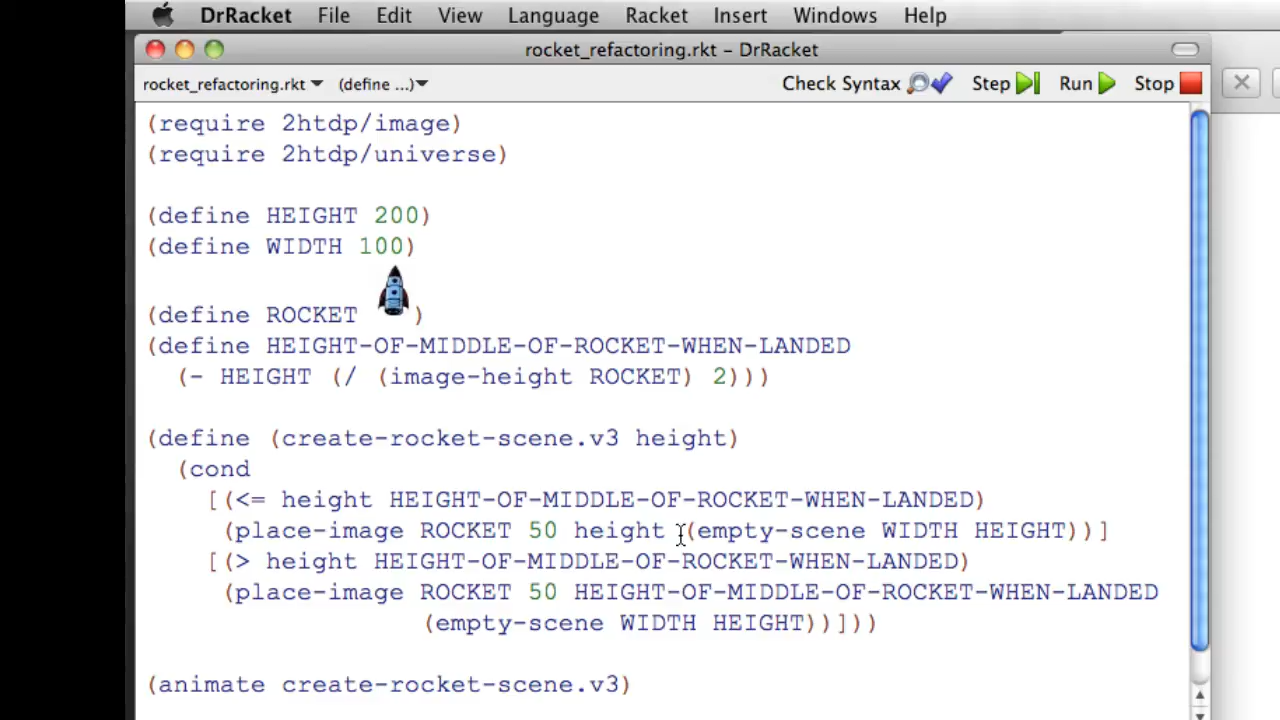 DrRacket File Edit View Language Racket Insert Windows Help
rocket_refactoring.rkt - DrRacket
rocket_refactoring.rkt (define ...) Check Syntax Step Run Stop
(require 2htdp/image)
(require 2htdp/universe)
(define HEIGHT 200)
(define WIDTH 100)
(define ROCKET )
(define HEIGHT-OF-MIDDLE-OF-ROCKET-WHEN-LANDED
(- HEIGHT (/ (image-height ROCKET) 2)))
(define (create-rocket-scene.v3 height)
(cond
[(<= height HEIGHT-OF-MIDDLE-OF-ROCKET-WHEN-LANDED)
(place-image ROCKET 50 height (empty-scene WIDTH HEIGHT))]
[(> height HEIGHT-OF-MIDDLE-OF-ROCKET-WHEN-LANDED)
(place-image ROCKET 50 HEIGHT-OF-MIDDLE-OF-ROCKET-WHEN-LANDED
(empty-scene WIDTH HEIGHT))]))
(animate create-rocket-scene.v3)